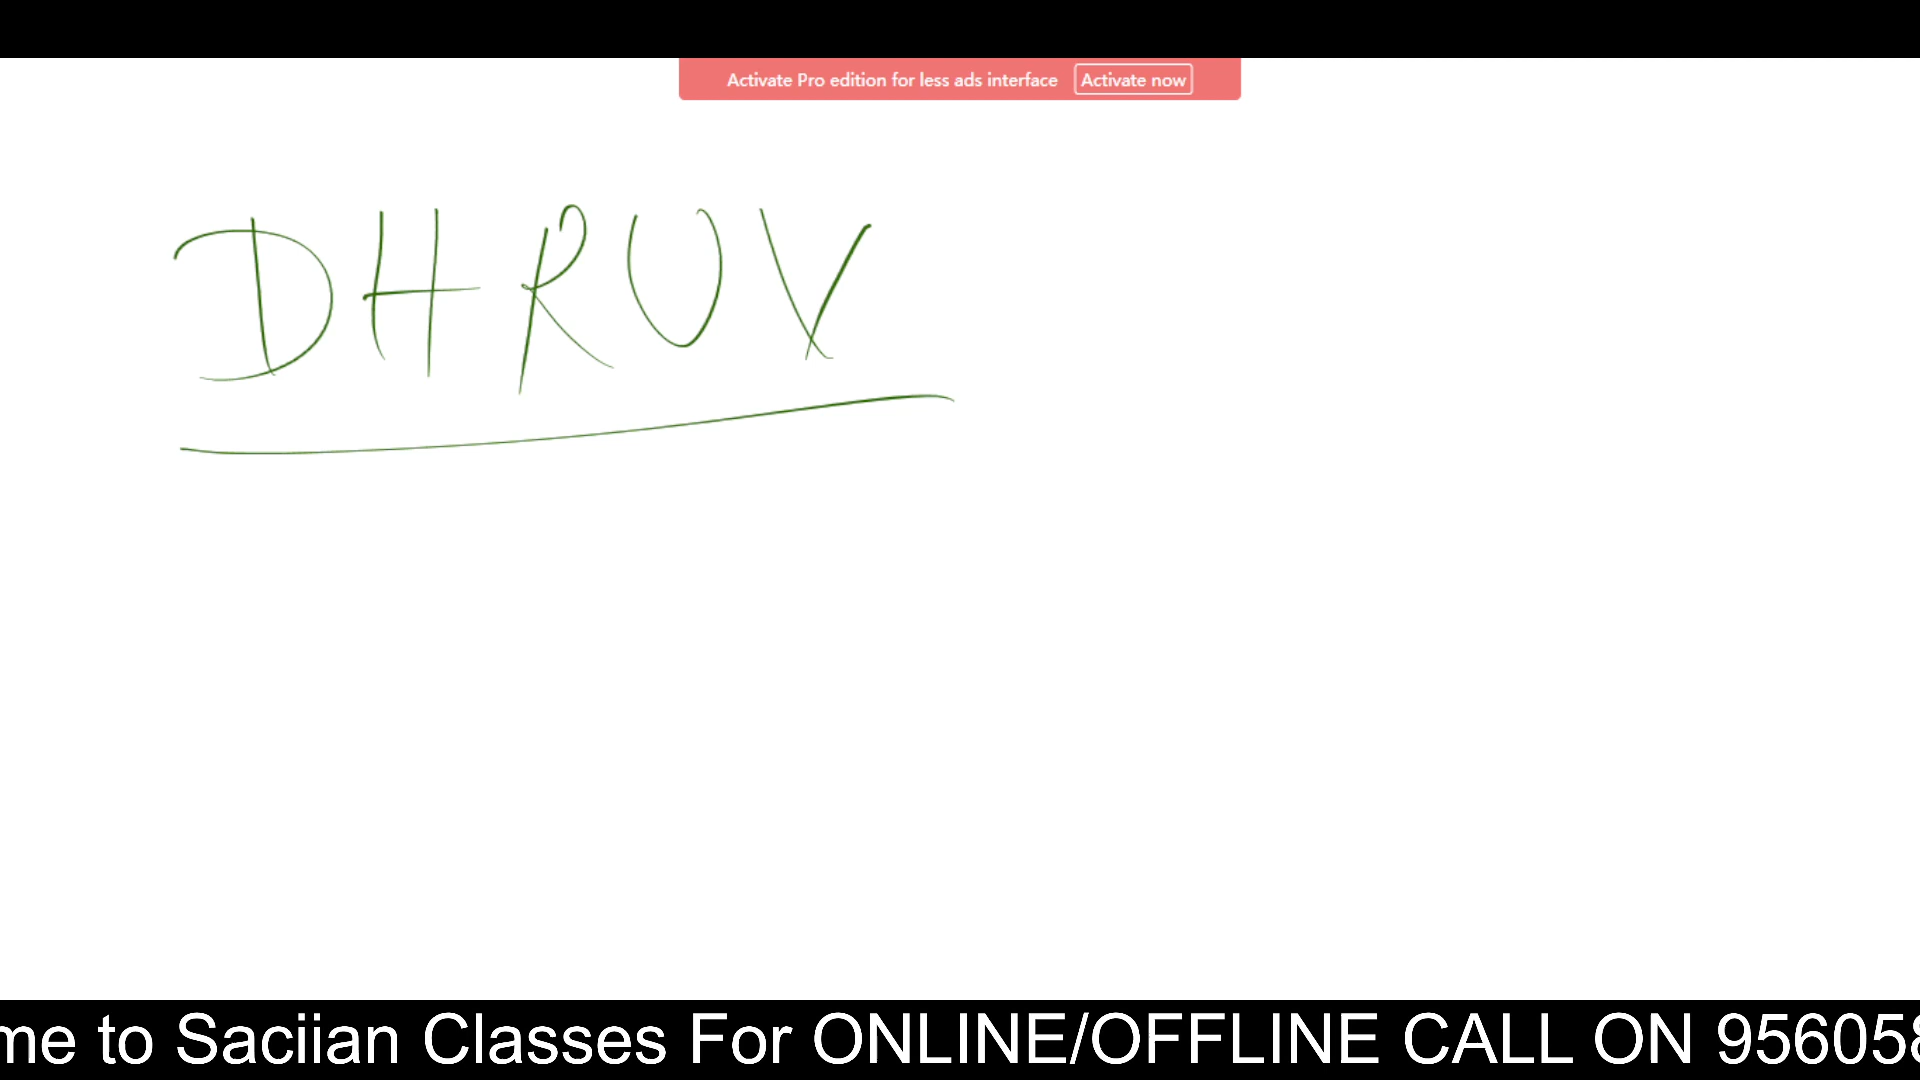 Activate Pro edition for less ads interface Activate now
DHRUV
me to Saciian Classes For ONLINE/OFFLINE CALL ON 95605